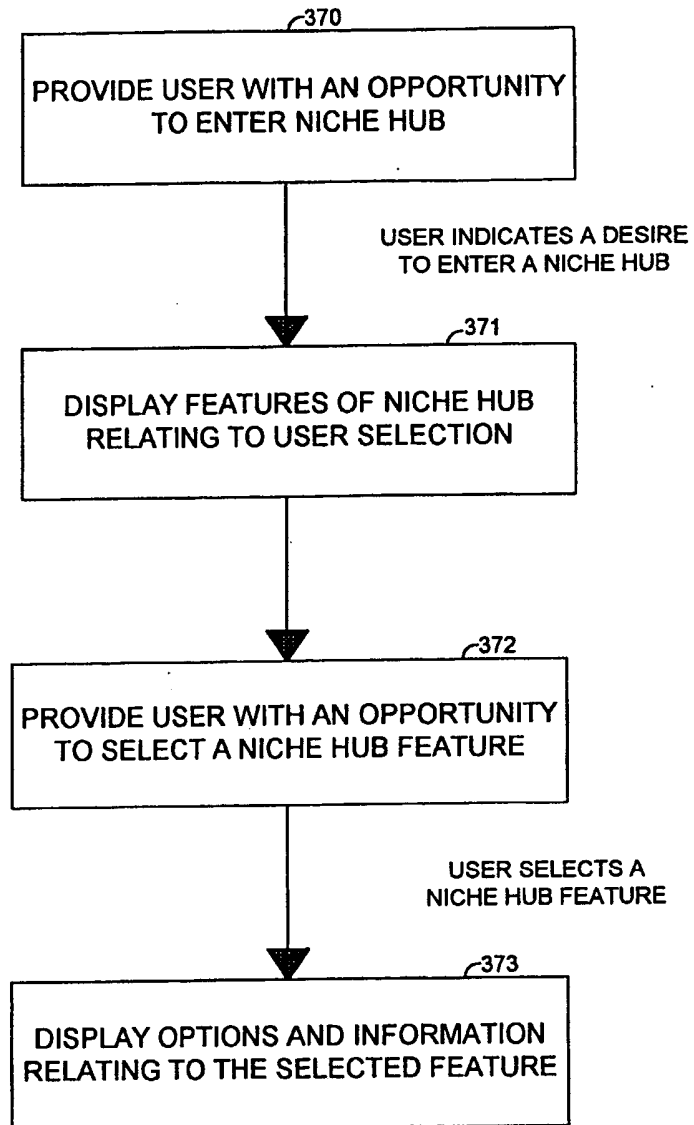 370
PROVIDE USER WITH AN OPPORTUNITY
TO ENTER NICHE HUB
USER INDICATES A DESIRE
TO ENTER A NICHE HUB
371
DISPLAY FEATURES OF NICHE HUB
RELATING TO USER SELECTION
372
PROVIDE USER WITH AN OPPORTUNITY
TO SELECT A NICHE HUB FEATURE
USER SELECTS A
NICHE HUB FEATURE
373
DISPLAY OPTIONS AND INFORMATION
RELATING TO THE SELECTED FEATURE